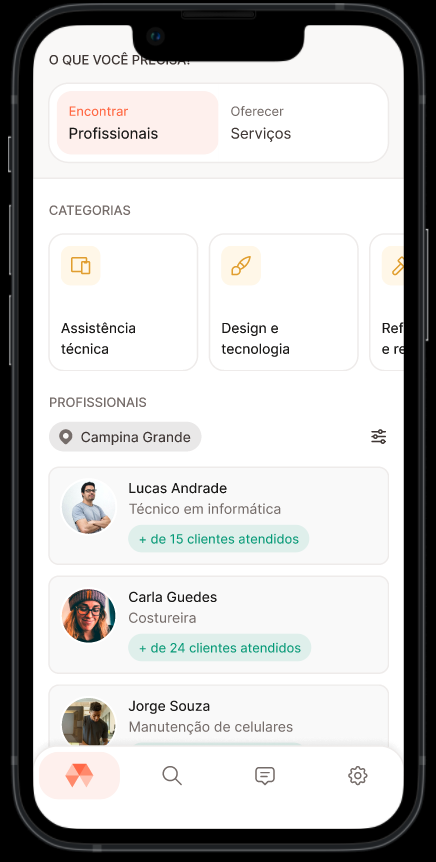 O QUE VOCÊ PRECISA?
Encontrar
Profissionais
Oferecer
Serviços
CATEGORIAS
Assistência
técnica
Design e
tecnologia
Ref
e re
PROFISSIONAIS
Campina Grande
Lucas Andrade
Técnico em informática
+ de 15 clientes atendidos
Carla Guedes
Costureira
+ de 24 clientes atendidos
Jorge Souza
Manutenção de celulares